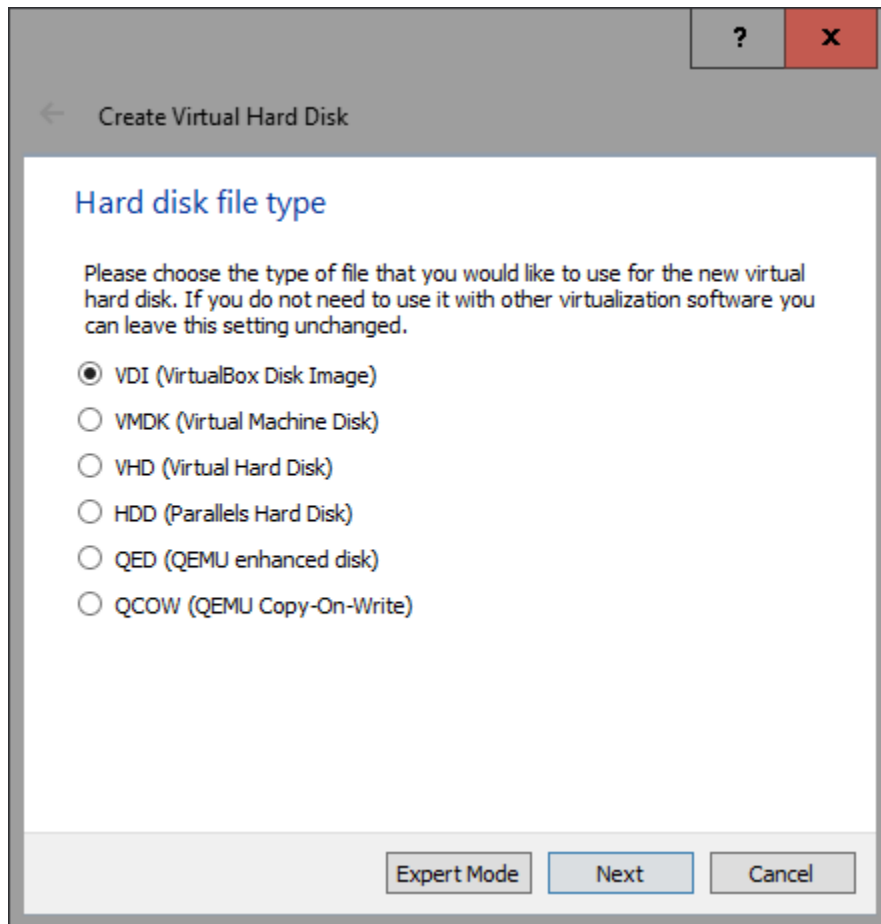 ?
x
Create Virtual Hard Disk
Hard disk file type
Please choose the type of file that you would like to use for the new virtual
hard disk. If you do not need to use it with other virtualization software you
can leave this setting unchanged.
VDI (VirtualBox Disk Image)
VMDK (Virtual Machine Disk)
VHD (Virtual Hard Disk)
HDD (Parallels Hard Disk)
QED (QEMU enhanced disk)
QCOW (QEMU Copy-On-Write)
Expert Mode Next Cancel